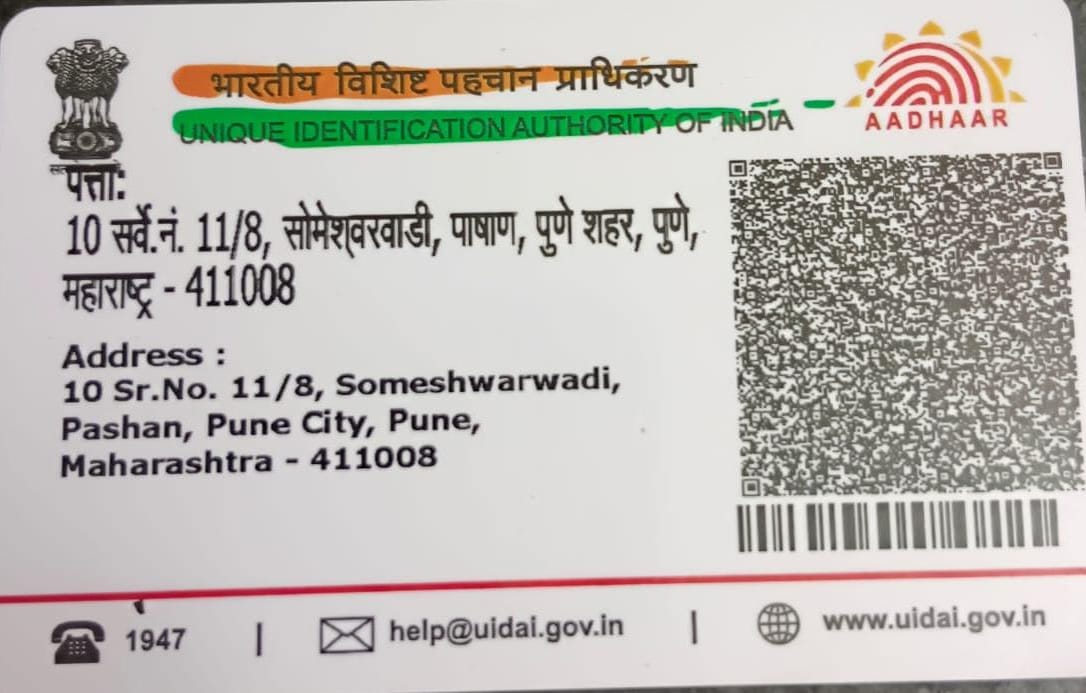 भारतीय विशिष्ट पहचान प्राधिकरण
UNIQUE IDENTIFICATION AUTHORITY OF INDIA
AADHAAR
पत्ता:
10 सर्वे.नं. 11/8, सोमेश्वरवाडी, पाषाण, पुणे शहर, पुणे,
महाराष्ट्र - 411008
Address :
10 Sr.No. 11/8, Someshwarwadi,
Pashan, Pune City, Pune,
Maharashtra - 411008
1947 | help@uidai.gov.in | www.uidai.gov.in